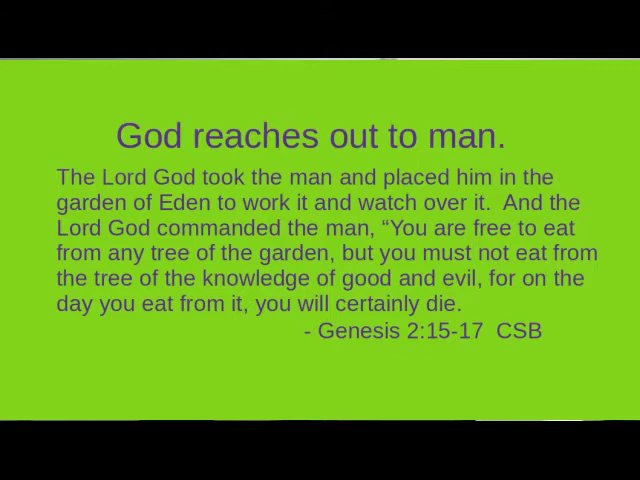 God reaches out to man.
The Lord God took the man and placed him in the
garden of Eden to work it and watch over it.  And the
Lord God commanded the man, “You are free to eat
from any tree of the garden, but you must not eat from
the tree of the knowledge of good and evil, for on the
day you eat from it, you will certainly die.
- Genesis 2:15-17  CSB